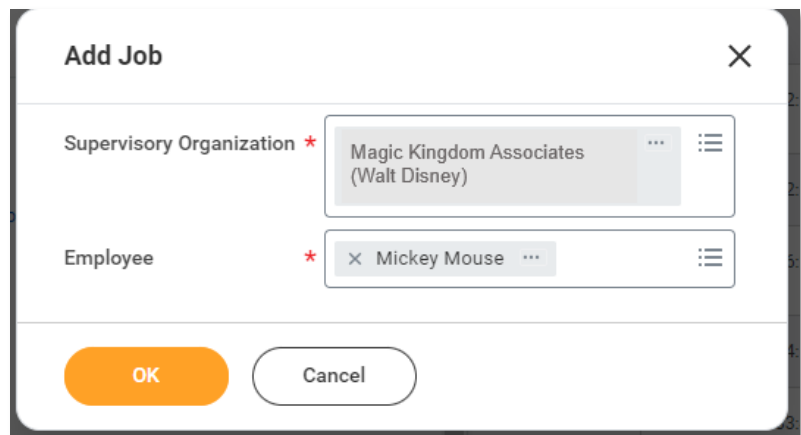 Add Job
Supervisory Organization *
Magic Kingdom Associates
(Walt Disney)
Employee *
Mickey Mouse
OK
Cancel